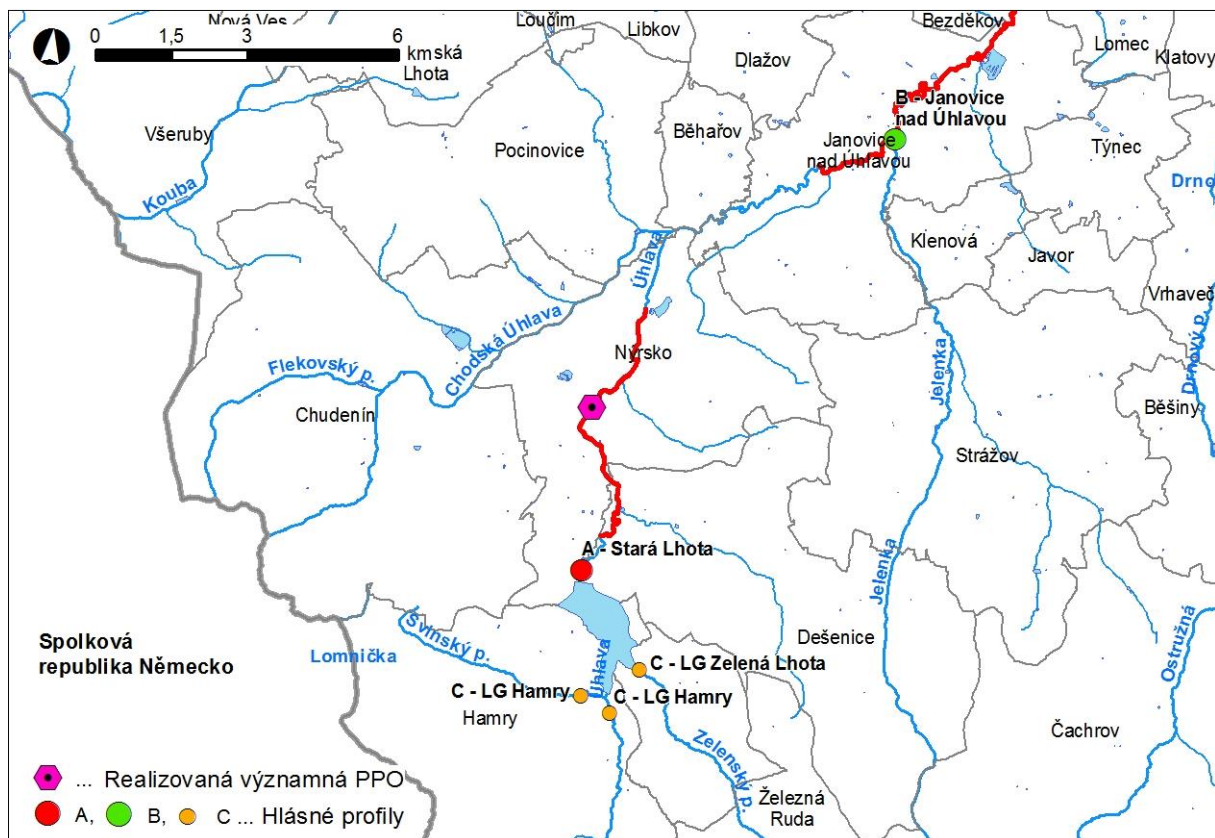 Nová Ves
Loučim
Libkov
Bezděkov
0 1,5 3 6
kmská
Lhota
Dlažov
Lomec
Klatovy
Všeruby
Pocinovice
Běhařov
B - Janovice
nad Úhlavou
Janovice
nad Úhlavou
Týnec
Drno
Kouba
Klenová
Javor
Vrhaveč
Úhlava
Chodská Úhlava
Nýrsko
Flekovský p.
Chudenín
Jelenka
Drnový p.
Běšiny
Strážov
A - Stará Lhota
Jelenka
Dešenice
Ostružná
Spolková
republika Německo
Lomnička
Svinský p.
Úhlava
C - LG Zelená Lhota
C - LG Hamry
C - LG Hamry
Hamry
Zelenský p.
Čachrov
Železná
Ruda
... Realizovaná významná PPO
A, B, C ... Hlásné profily